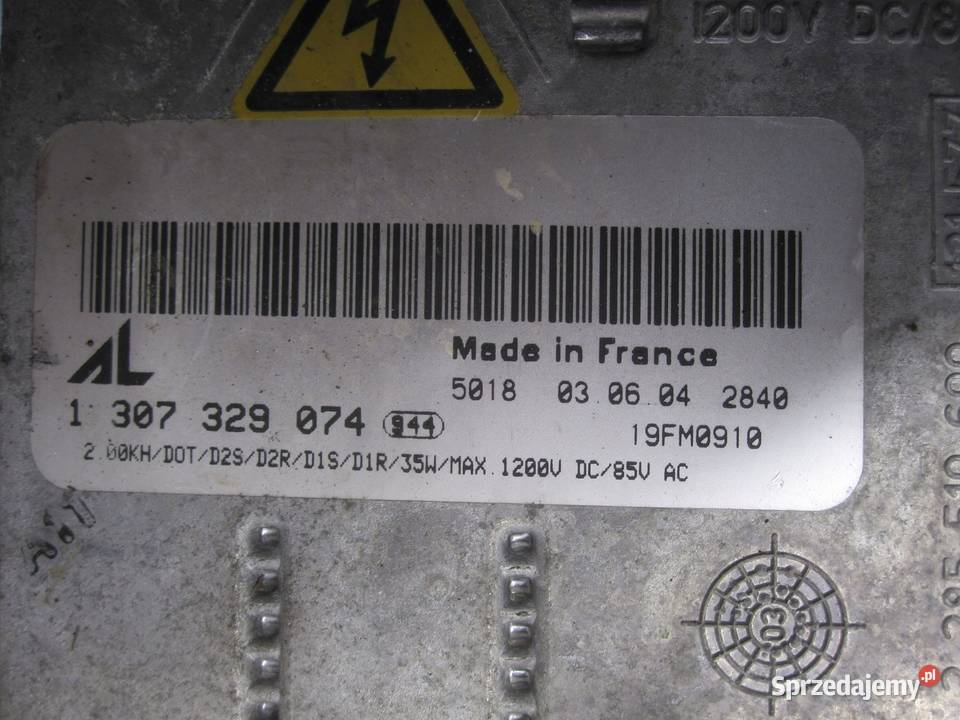 1200V DC/8
AL
Made in France
5018 03.06.04 2840
1 307 329 074 944
19FM0910
2.00KH/DOT/D2S/D2R/D1S/D1R/35W/MAX.1200V DC/85V AC
03
Sprzedajemy.pl